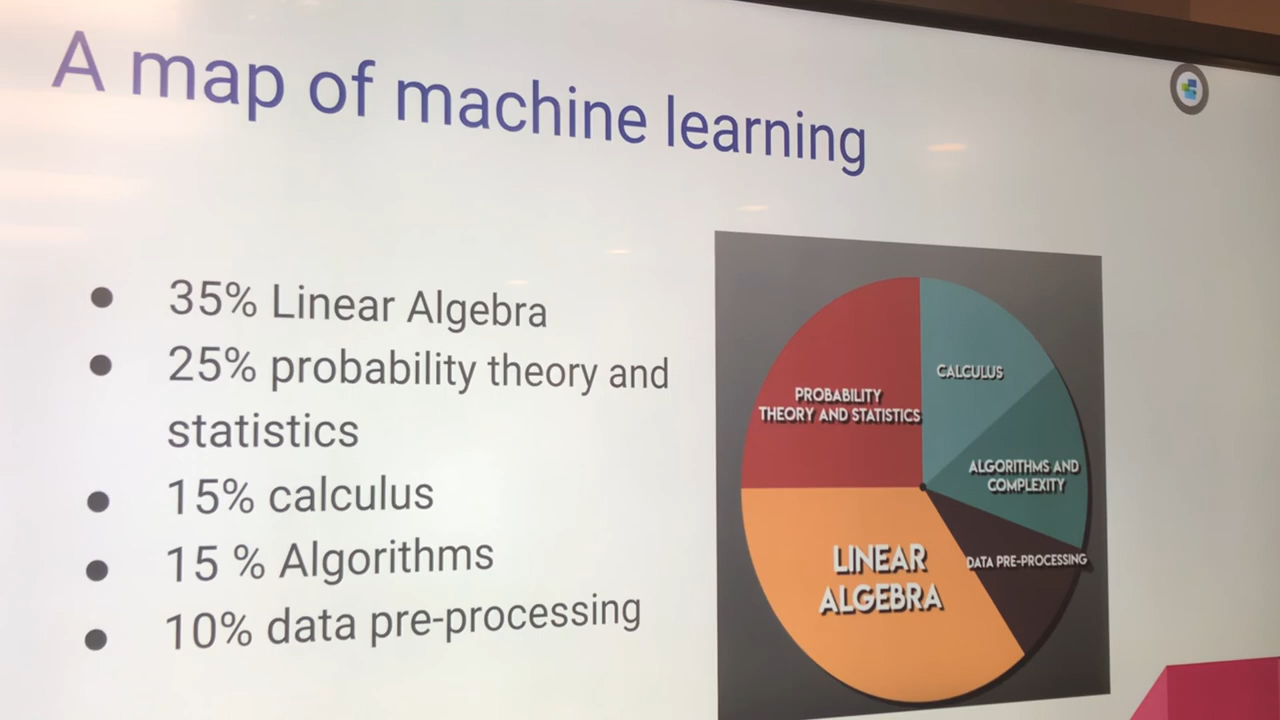 A map of machine learning
35% Linear Algebra
25% probability theory and
statistics
15% calculus
15 % Algorithms
10% data pre-processing
PROBABILITY
THEORY AND STATISTICS
CALCULUS
ALGORITHMS AND
COMPLEXITY
DATA PRE-PROCESSING
LINEAR
ALGEBRA